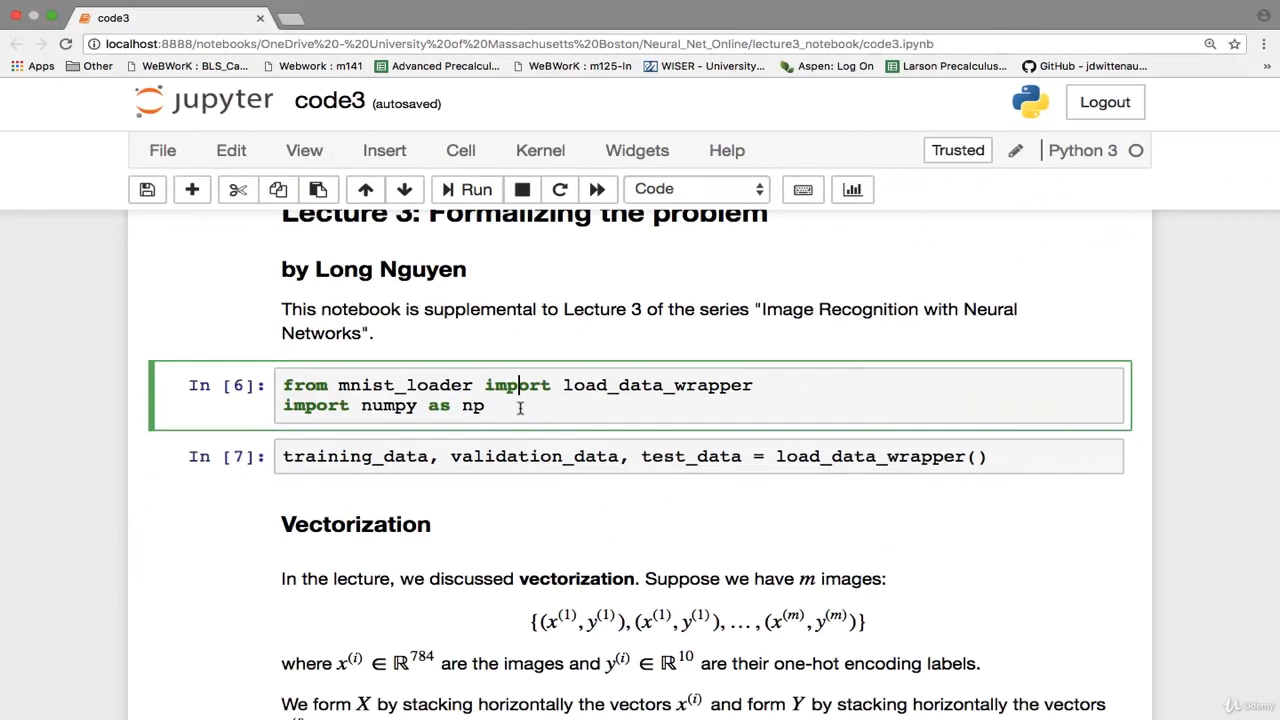 code3
localhost:8888/notebooks/OneDrive%20-%20University%20of%20Massachusetts%20Boston/Neural_Net_Online/lecture3_notebook/code3.ipynb
Apps Other WeBWorK : BLS_Ca... Webwork : m141 Advanced Precalcul... WeBWorK : m125-ln WISER - University... Aspen: Log On Larson Precalculus... GitHub - jdwittenau... »
jupyter code3 (autosaved) Logout
File Edit View Insert Cell Kernel Widgets Help Trusted Python 3
Run Code
Lecture 3: Formalizing the problem
by Long Nguyen
This notebook is supplemental to Lecture 3 of the series "Image Recognition with Neural
Networks".
In [6]: from mnist_loader import load_data_wrapper
import numpy as np
In [7]: training_data, validation_data, test_data = load_data_wrapper()
Vectorization
In the lecture, we discussed vectorization. Suppose we have m images:
{(x⁽¹⁾, y⁽¹⁾), (x⁽¹⁾, y⁽¹⁾), …, (x⁽ᵐ⁾, y⁽ᵐ⁾)}
where x⁽ⁱ⁾ ∈ ℝ⁷⁸⁴ are the images and y⁽ⁱ⁾ ∈ ℝ¹⁰ are their one-hot encoding labels.
We form X by stacking horizontally the vectors x⁽ⁱ⁾ and form Y by stacking horizontally the vectors
Udemy